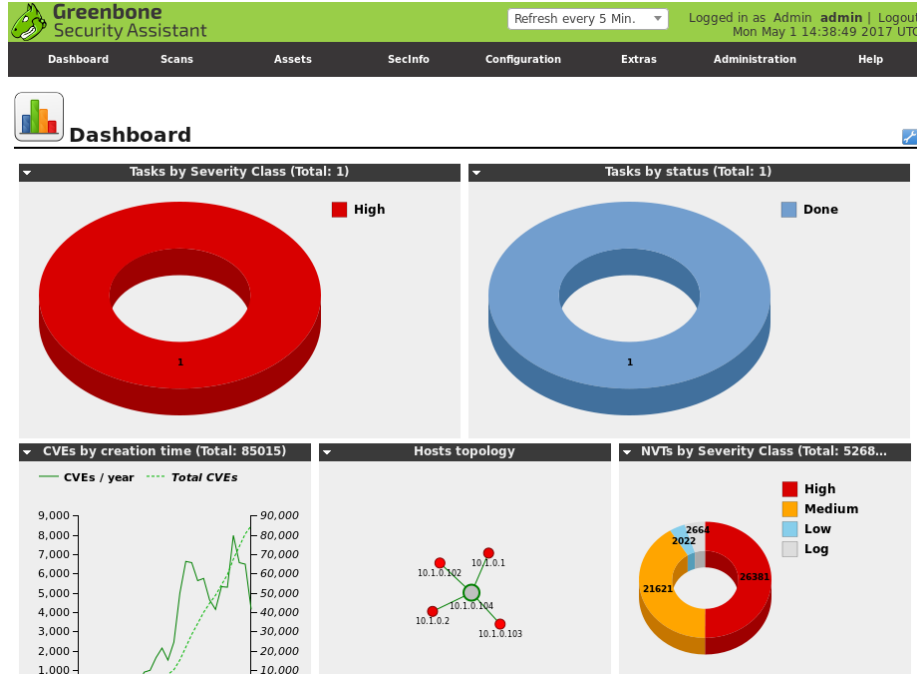 Greenbone
Security Assistant
Refresh every 5 Min.
Logged in as Admin admin | Logout
Mon May 1 14:38:49 2017 UTC
Dashboard Scans Assets SecInfo Configuration Extras Administration Help
Dashboard
Tasks by Severity Class (Total: 1)
High
1
Tasks by status (Total: 1)
Done
1
CVEs by creation time (Total: 85015)
CVEs / year Total CVEs
9,000 90,000
8,000 80,000
7,000 70,000
6,000 60,000
5,000 50,000
4,000 40,000
3,000 30,000
2,000 20,000
1,000 10,000
Hosts topology
10.1.0.1
10.1.0.102
10.1.0.104
10.1.0.2
10.1.0.103
NVTs by Severity Class (Total: 5268...
High
Medium
Low
Log
2664
2022
26381
21621